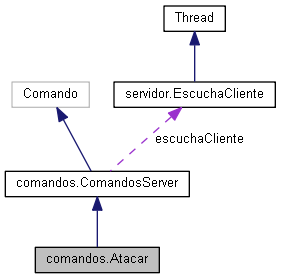 Thread
Comando
servidor.EscuchaCliente
escuchaCliente
comandos.ComandosServer
comandos.Atacar